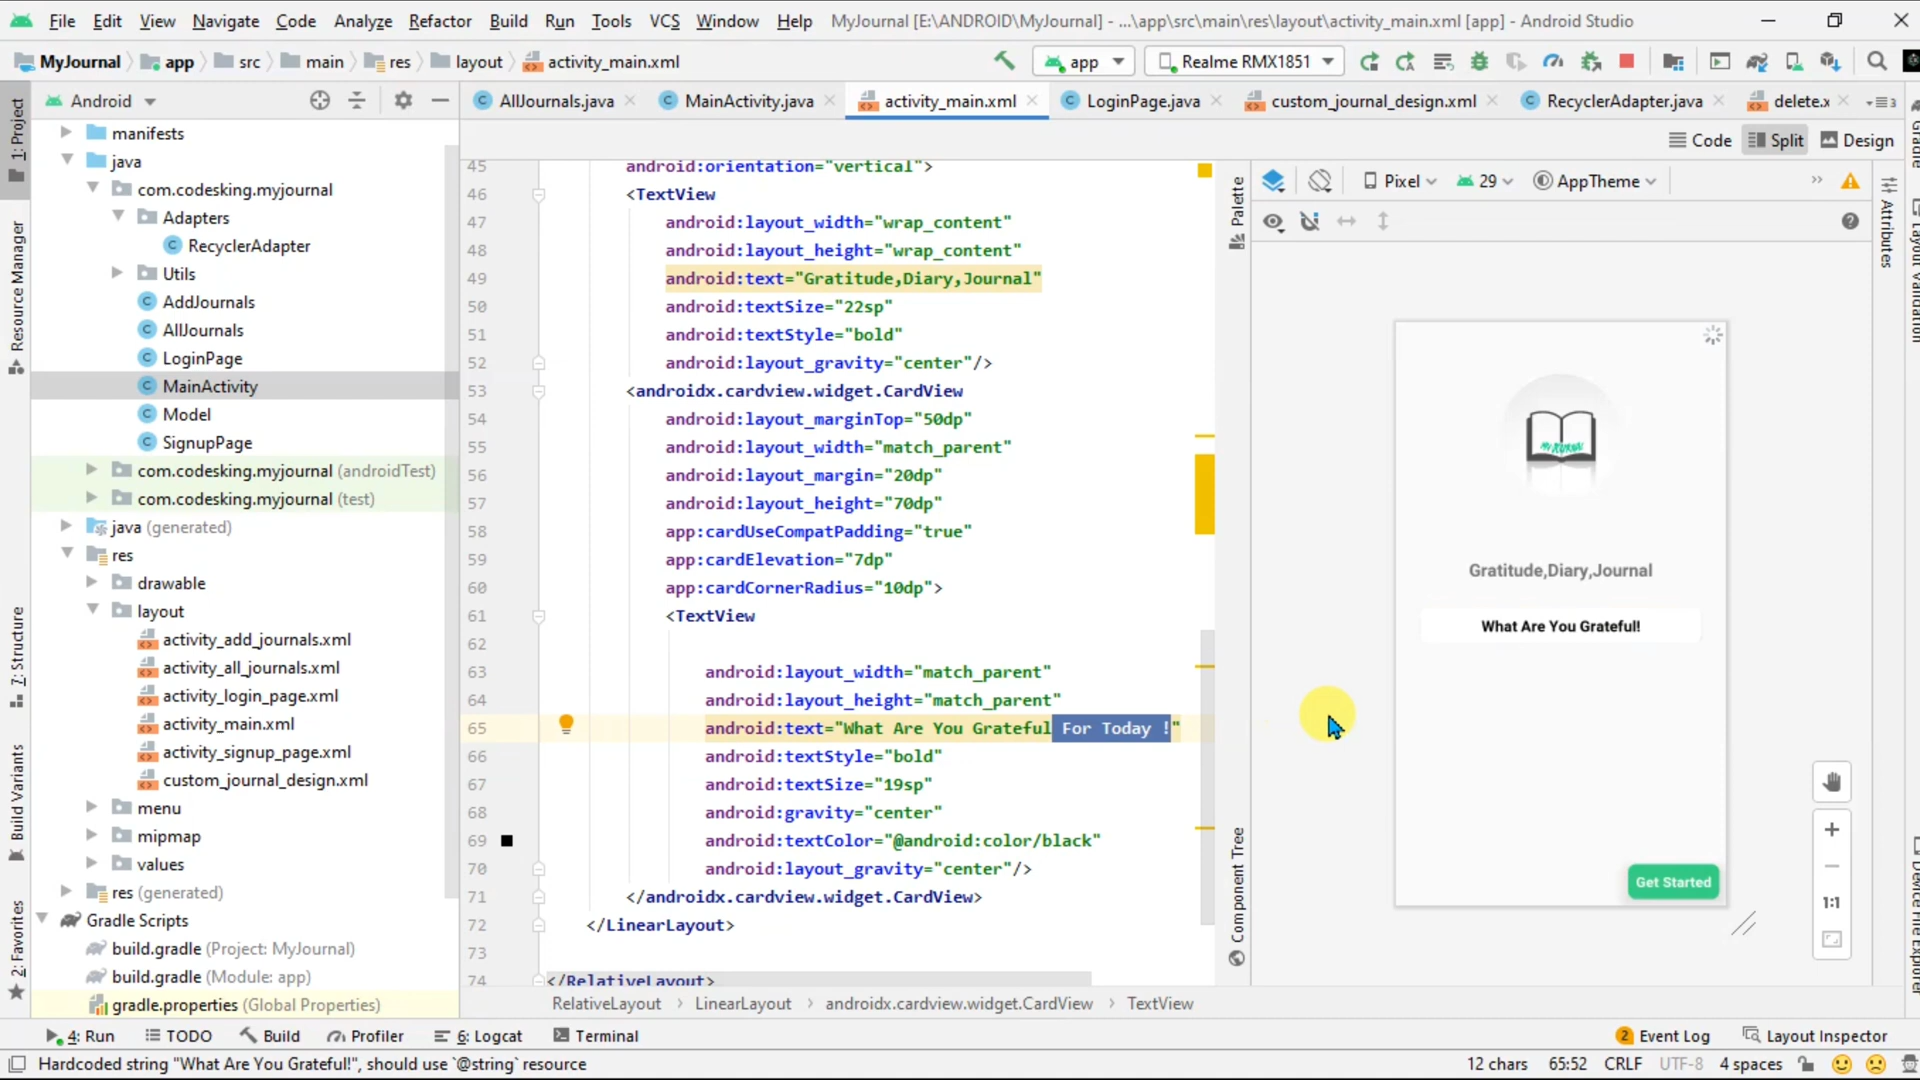 File Edit View Navigate Code Analyze Refactor Build Run Tools VCS Window Help MyJournal [E:\ANDROID\MyJournal] - ...\app\src\main\res\layout\activity_main.xml [app] - Android Studio
MyJournal app src main res layout activity_main.xml app Realme RMX1851
Android AllJournals.java MainActivity.java activity_main.xml LoginPage.java custom_journal_design.xml RecyclerAdapter.java delete.x
Code Split Design
Pixel 29 AppTheme
1: Project
Resource Manager
7: Structure
Build Variants
2: Favorites
manifests
java
com.codesking.myjournal
Adapters
RecyclerAdapter
Utils
AddJournals
AllJournals
LoginPage
MainActivity
Model
SignupPage
com.codesking.myjournal (androidTest)
com.codesking.myjournal (test)
java (generated)
res
drawable
layout
activity_add_journals.xml
activity_all_journals.xml
activity_login_page.xml
activity_main.xml
activity_signup_page.xml
custom_journal_design.xml
menu
mipmap
values
res (generated)
Gradle Scripts
build.gradle (Project: MyJournal)
build.gradle (Module: app)
gradle.properties (Global Properties)
45 android:orientation="vertical">
46 <TextView
47 android:layout_width="wrap_content"
48 android:layout_height="wrap_content"
49 android:text="Gratitude,Diary,Journal"
50 android:textSize="22sp"
51 android:textStyle="bold"
52 android:layout_gravity="center"/>
53 <androidx.cardview.widget.CardView
54 android:layout_marginTop="50dp"
55 android:layout_width="match_parent"
56 android:layout_margin="20dp"
57 android:layout_height="70dp"
58 app:cardUseCompatPadding="true"
59 app:cardElevation="7dp"
60 app:cardCornerRadius="10dp">
61 <TextView
62
63 android:layout_width="match_parent"
64 android:layout_height="match_parent"
65 android:text="What Are You Grateful For Today !"
66 android:textStyle="bold"
67 android:textSize="19sp"
68 android:gravity="center"
69 android:textColor="@android:color/black"
70 android:layout_gravity="center"/>
71 </androidx.cardview.widget.CardView>
72 </LinearLayout>
73
74 </RelativeLayout>
RelativeLayout LinearLayout androidx.cardview.widget.CardView TextView
Palette
Component Tree
MY JOURNAL
Gratitude,Diary,Journal
What Are You Grateful!
Get Started
1:1
Attributes
Gradle
Layout Validation
Device File Explorer
4: Run TODO Build Profiler 6: Logcat Terminal 2 Event Log Layout Inspector
Hardcoded string "What Are You Grateful!", should use `@string` resource 12 chars 65:52 CRLF UTF-8 4 spaces